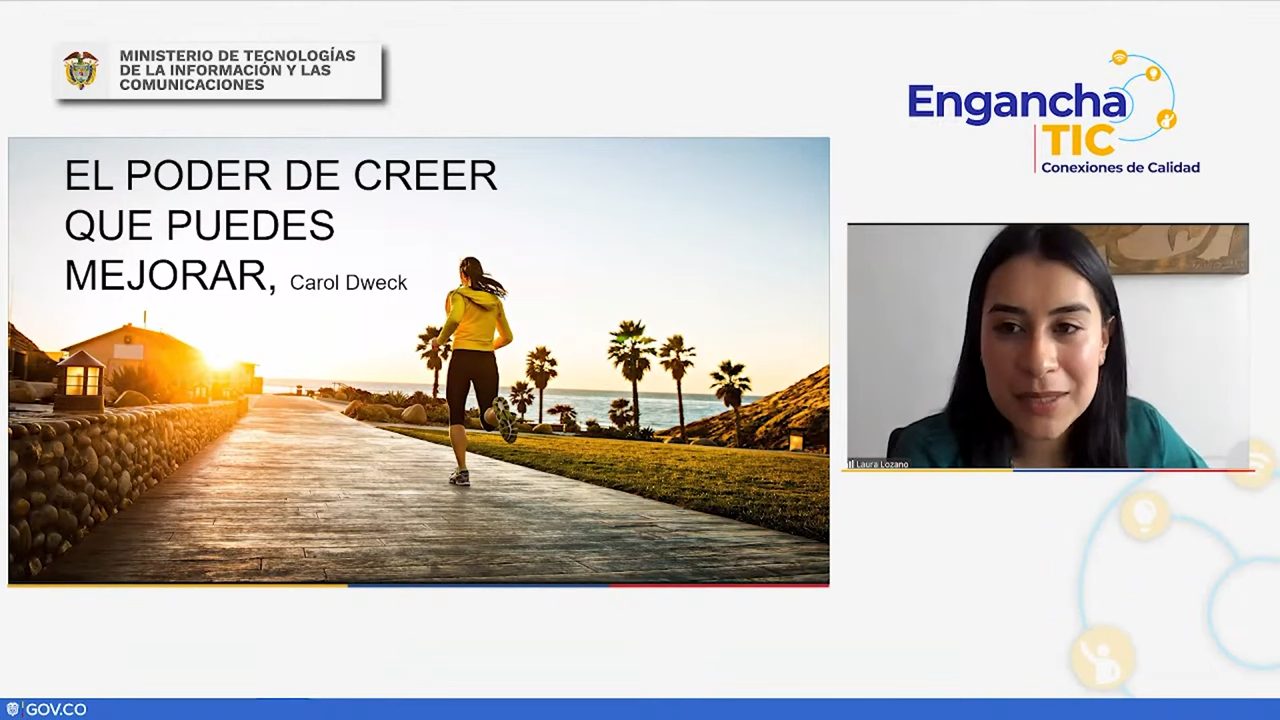 MINISTERIO DE TECNOLOGÍAS
DE LA INFORMACIÓN Y LAS
COMUNICACIONES
Engancha
TIC
Conexiones de Calidad
EL PODER DE CREER
QUE PUEDES
MEJORAR, Carol Dweck
Laura Lozano
GOV.CO